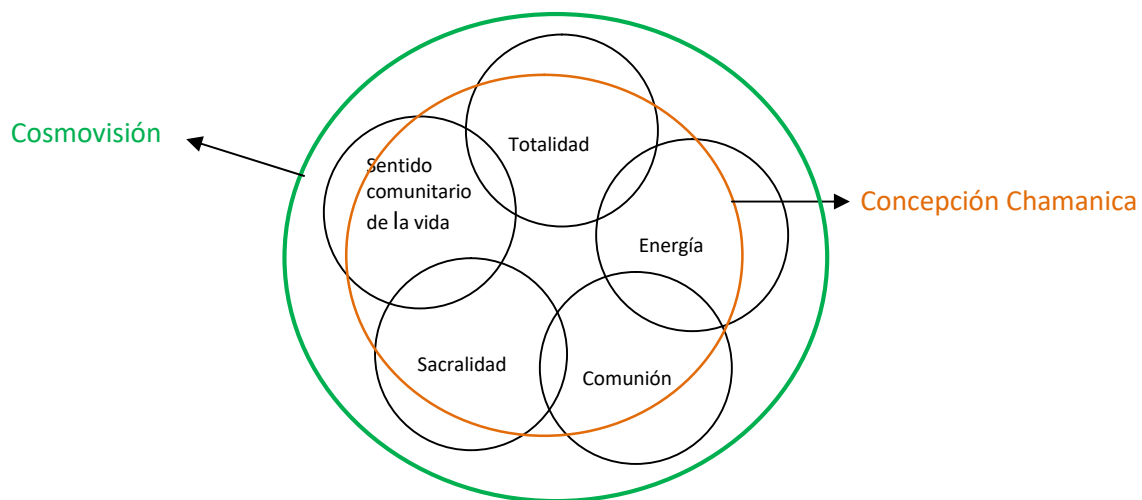 Cosmovisión
Totalidad
Sentido
comunitario
de la vida
Concepción Chamanica
Energía
Sacralidad
Comunión